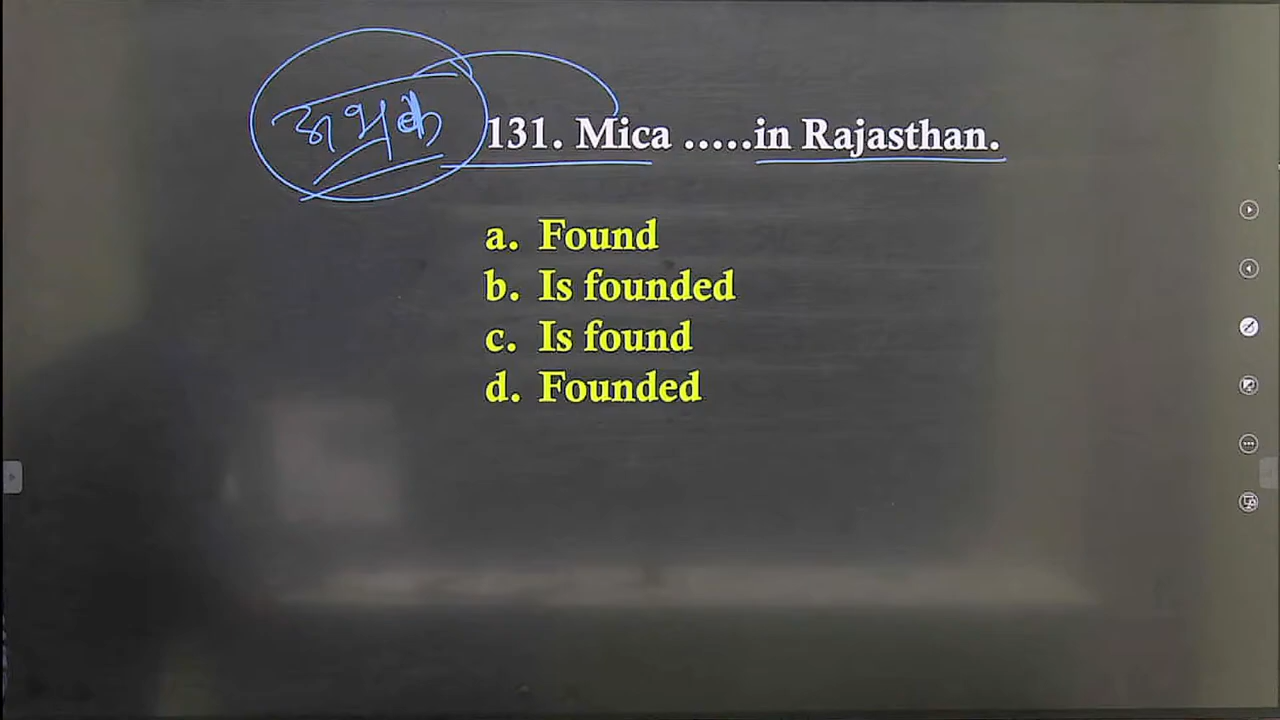 अभ्रक
131. Mica .....in Rajasthan.
a. Found
b. Is founded
c. Is found
d. Founded